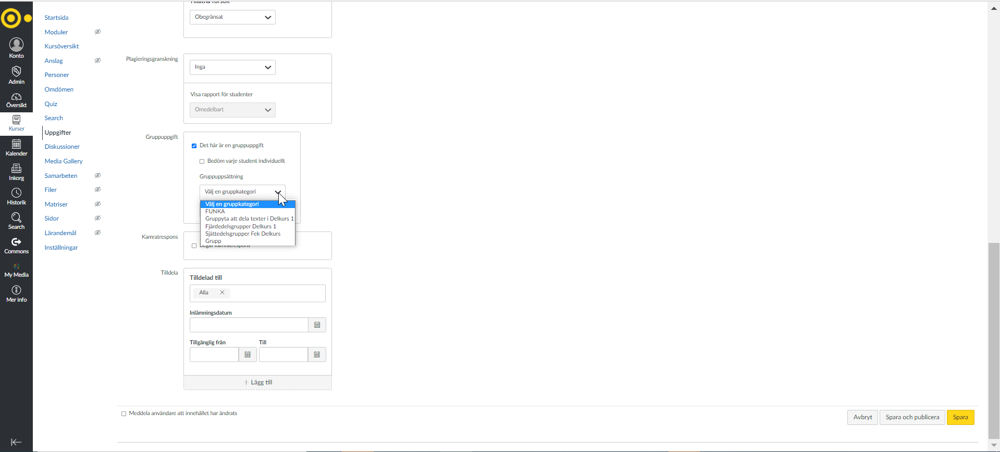 Konto
Admin
Översikt
Kurser
Kalender
Inkorg
Historik
Search
Commons
My Media
Mer info
Startsida
Moduler
Kursöversikt
Anslag
Personer
Omdömen
Quiz
Search
Uppgifter
Diskussioner
Media Gallery
Samarbeten
Filer
Matriser
Sidor
Lärandemål
Inställningar
Tillåtna försök
Obegränsat
Plagieringsgranskning
Inga
Visa rapport för studenter
Omedelbart
Gruppuppgift
Det här är en gruppuppgift
Bedöm varje student individuellt
Gruppuppsättning
Välj en gruppkategori
Välj en gruppkategori
FUNKA
Gruppyta att dela texter i Delkurs 1
Fjärdedelsgrupper Delkurs 1
Sjättedelsgrupper Fek Delkurs
Grupp
Kamratrespons
Begär kamratrespons
Tilldela
Tilldelad till
Alla
Inlämningsdatum
Tillgänglig från
Till
+ Lägg till
Meddela användare att innehållet har ändrats
Avbryt
Spara och publicera
Spara